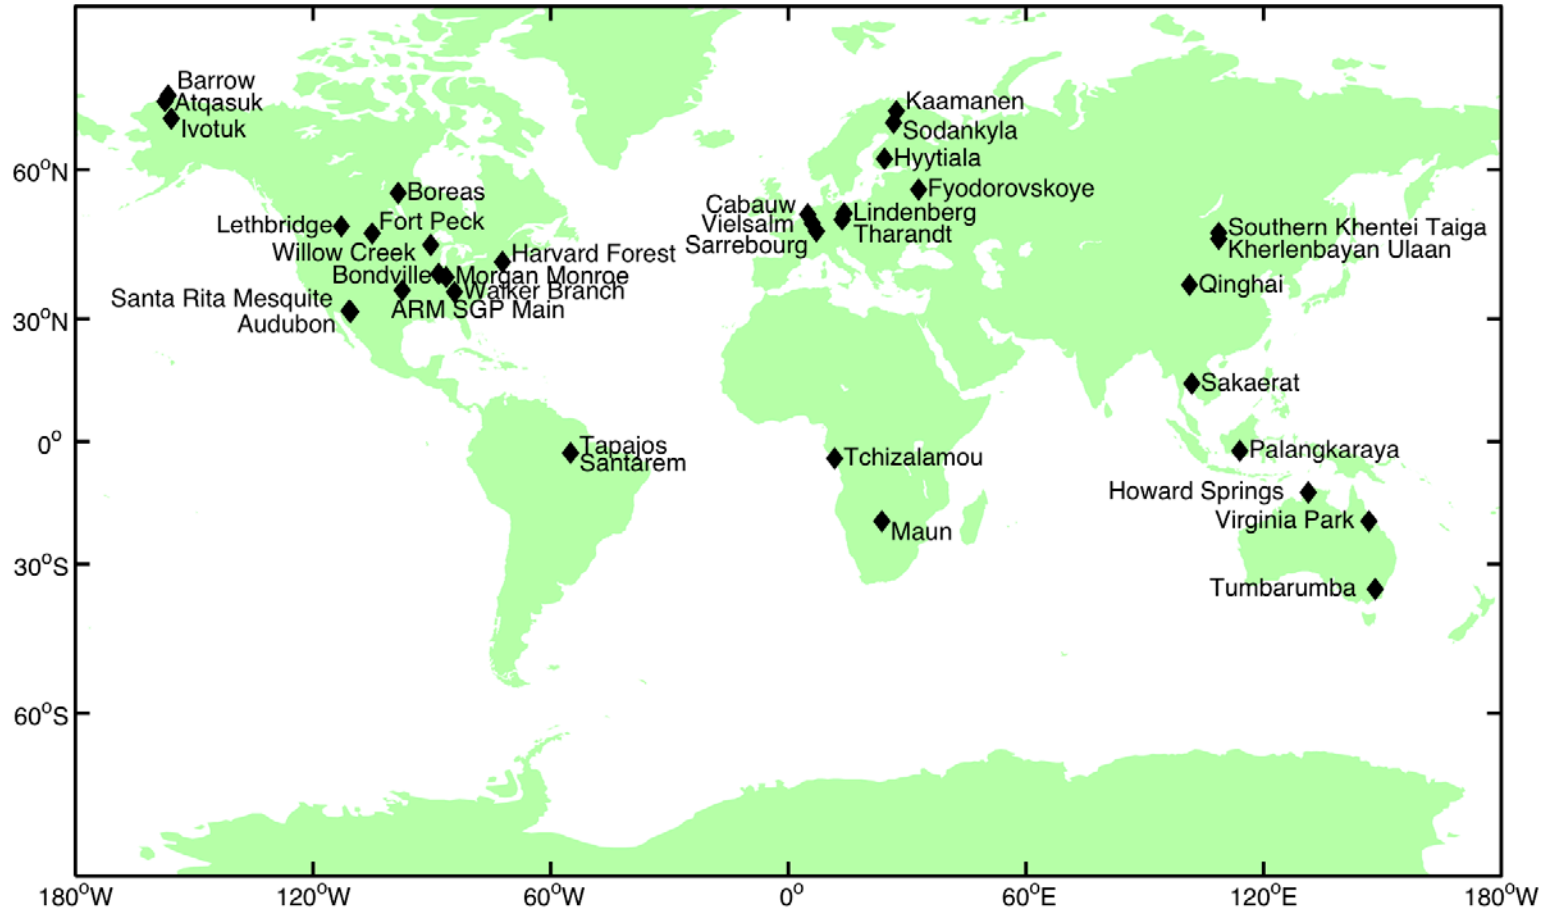 Barrow
Atqasuk
Ivotuk
Kaamanen
Sodankyla
60°N
Hyytiala
Boreas
Fyodorovskoye
Cabauw
Lindenberg
Lethbridge
Fort Peck
Vielsalm
Tharandt
Southern Khentei Taiga
Sarrebourg
Kherlenbayan Ulaan
Willow Creek
Harvard Forest
Bondville
Morgan Monroe
Qinghai
Walker Branch
Santa Rita Mesquite
ARM SGP Main
30°N
Audubon
Sakaerat
0°
Tapajos
Santarem
Tchizalamou
Palangkaraya
Howard Springs
Virginia Park
Maun
30°S
Tumbarumba
60°S
180°W
120°W
60°W
0°
60°E
120°E
180°W